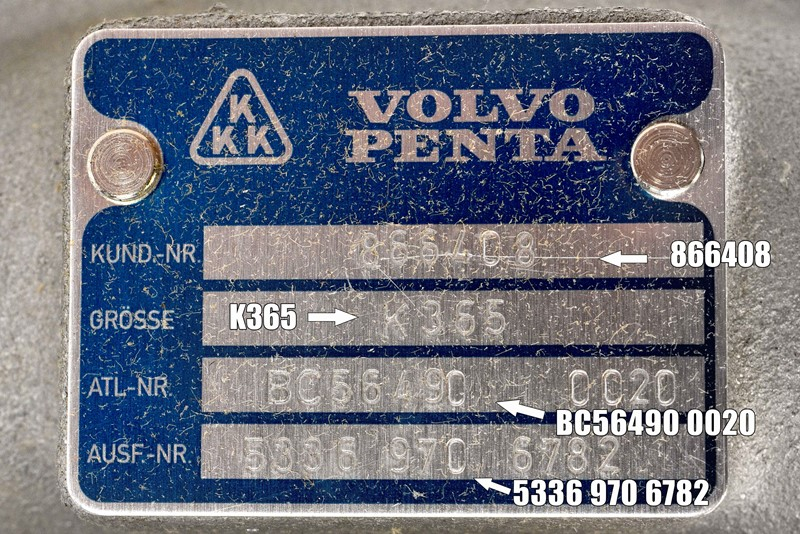 K
KK
VOLVO
PENTA
KUND.-NR. 866408 866408
GRÖSSE K365 K365
ATL-NR BC56490 0020
BC56490 0020
AUSF-NR 5336 970 6782
5336 970 6782